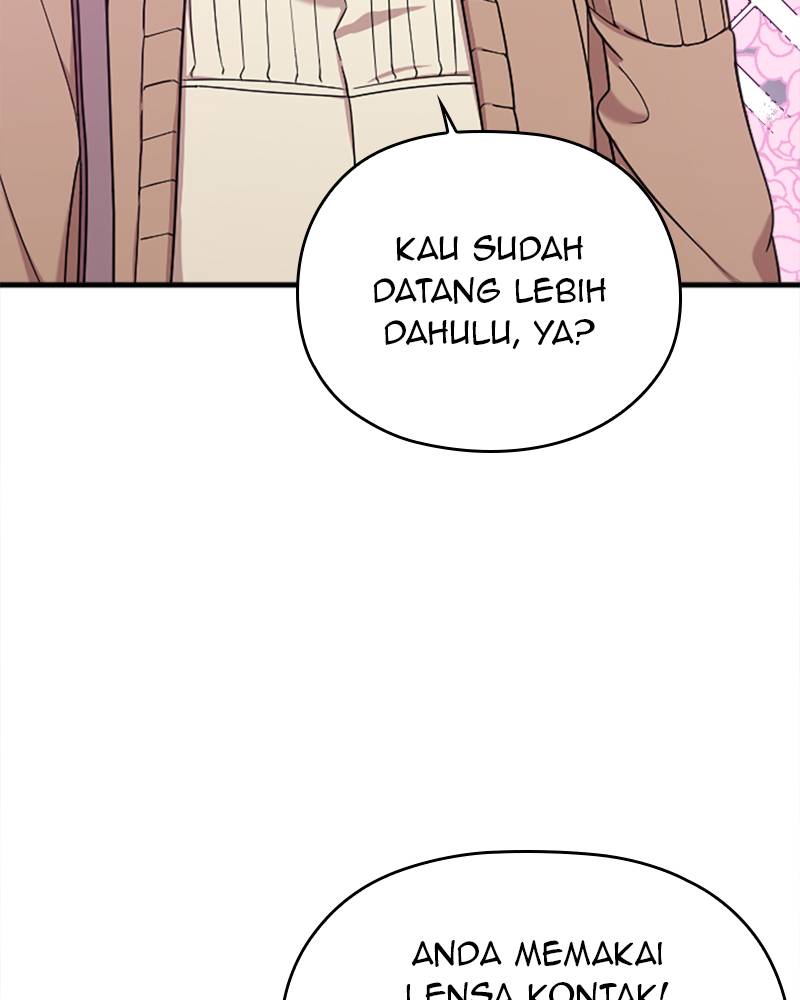 KAU SUDAH
DATANG LEBIH
DAHULU, YA?
ANDA MEMAKAI
LENSA KONTAK!